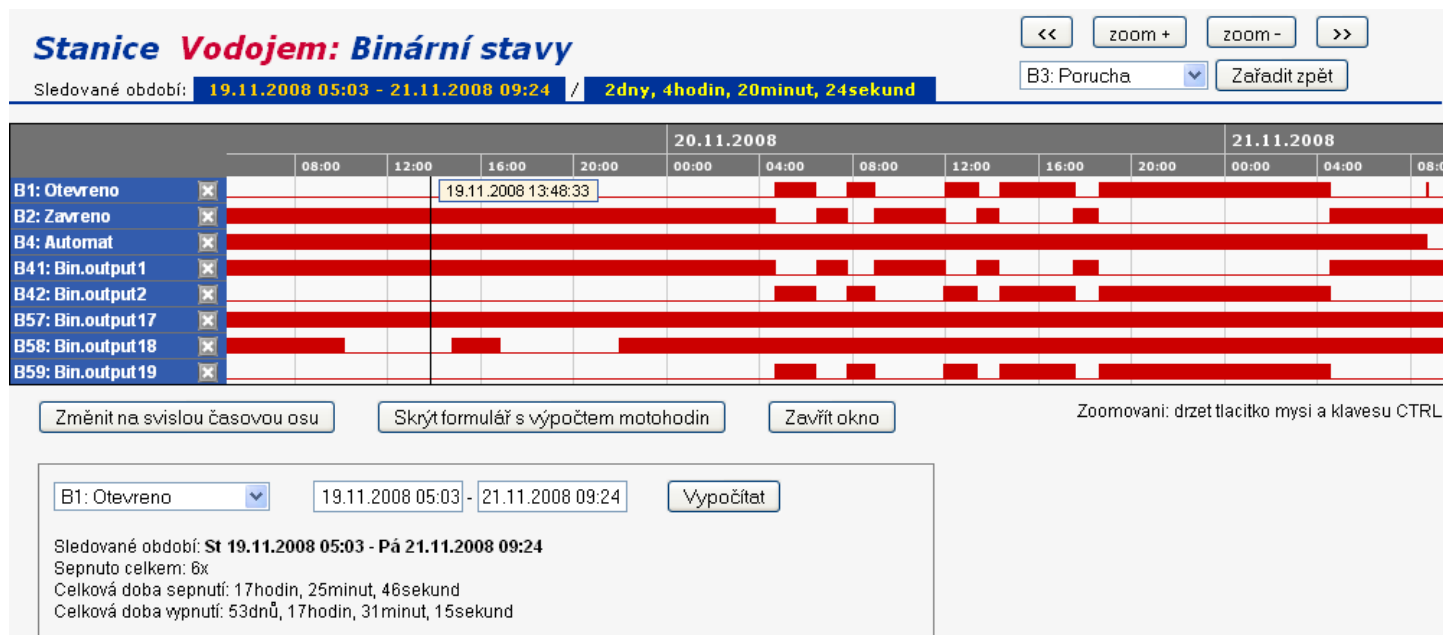 Stanice Vodojem: Binární stavy
<< zoom + zoom - >>
B3: Porucha Zařadit zpět
Sledované období: 19.11.2008 05:03 - 21.11.2008 09:24 / 2dny, 4hodin, 20minut, 24sekund
20.11.2008 21.11.2008
08:00 12:00 16:00 20:00 00:00 04:00 08:00 12:00 16:00 20:00 00:00 04:00 08:0
B1: Otevreno
19.11.2008 13:48:33
B2: Zavreno
B4: Automat
B41: Bin.output1
B42: Bin.output2
B57: Bin.output17
B58: Bin.output18
B59: Bin.output19
Změnit na svislou časovou osu Skrýt formulář s výpočtem motohodin Zavřít okno
Zoomovani: drzet tlacitko mysi a klavesu CTRL
B1: Otevreno 19.11.2008 05:03 - 21.11.2008 09:24 Vypočítat
Sledované období: St 19.11.2008 05:03 - Pá 21.11.2008 09:24
Sepnuto celkem: 6x
Celková doba sepnutí: 17hodin, 25minut, 46sekund
Celková doba vypnutí: 53dnů, 17hodin, 31minut, 15sekund